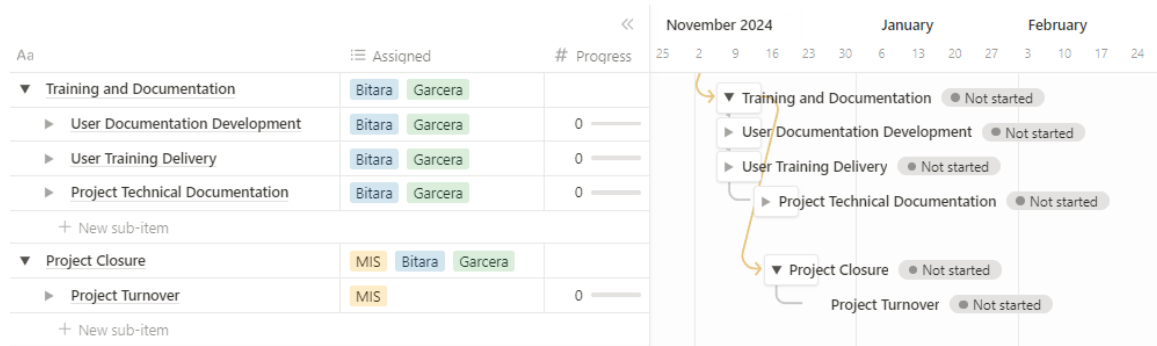 November 2024 January February
Aa Assigned # Progress 25 2 9 16 23 30 6 13 20 27 3 10 17 24
Training and Documentation Bitara Garcera Training and Documentation Not started
User Documentation Development Bitara Garcera 0 User Documentation Development Not started
User Training Delivery Bitara Garcera 0 User Training Delivery Not started
Project Technical Documentation Bitara Garcera 0 Project Technical Documentation Not started
+ New sub-item
Project Closure MIS Bitara Garcera Project Closure Not started
Project Turnover MIS 0 Project Turnover Not started
+ New sub-item